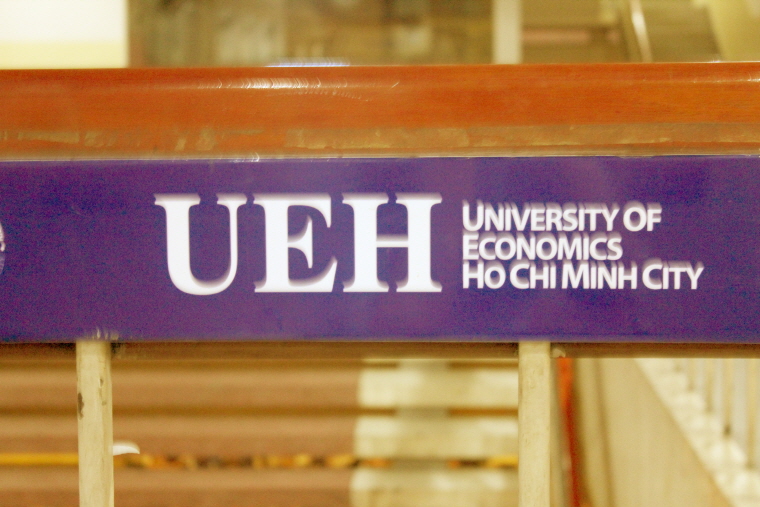 UEH
UNIVERSITY OF
ECONOMICS
HO CHI MINH CITY